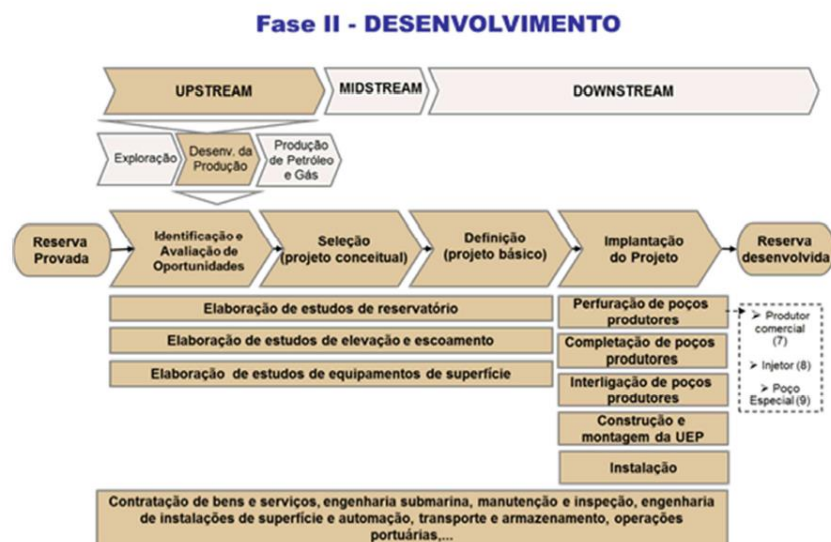 Fase II - DESENVOLVIMENTO
UPSTREAM
MIDSTREAM
DOWNSTREAM
Exploração
Desenv. da
Produção
Produção
de Petróleo
e Gás
Reserva
Provada
Identificação e
Avaliação de
Oportunidades
Seleção
(projeto conceitual)
Definição
(projeto básico)
Implantação
do Projeto
Reserva
desenvolvida
Elaboração de estudos de reservatório
Elaboração de estudos de elevação e escoamento
Elaboração de estudos de equipamentos de superfície
Perfuração de poços
produtores
Completação de poços
produtores
Interligação de poços
produtores
Construção e
montagem da UEP
Instalação
➢ Produtor
comercial
(7)
➢ Injetor (8)
➢ Poço
Especial (9)
Contratação de bens e serviços, engenharia submarina, manutenção e inspeção, engenharia
de instalações de superfície e automação, transporte e armazenamento, operações
portuárias,...